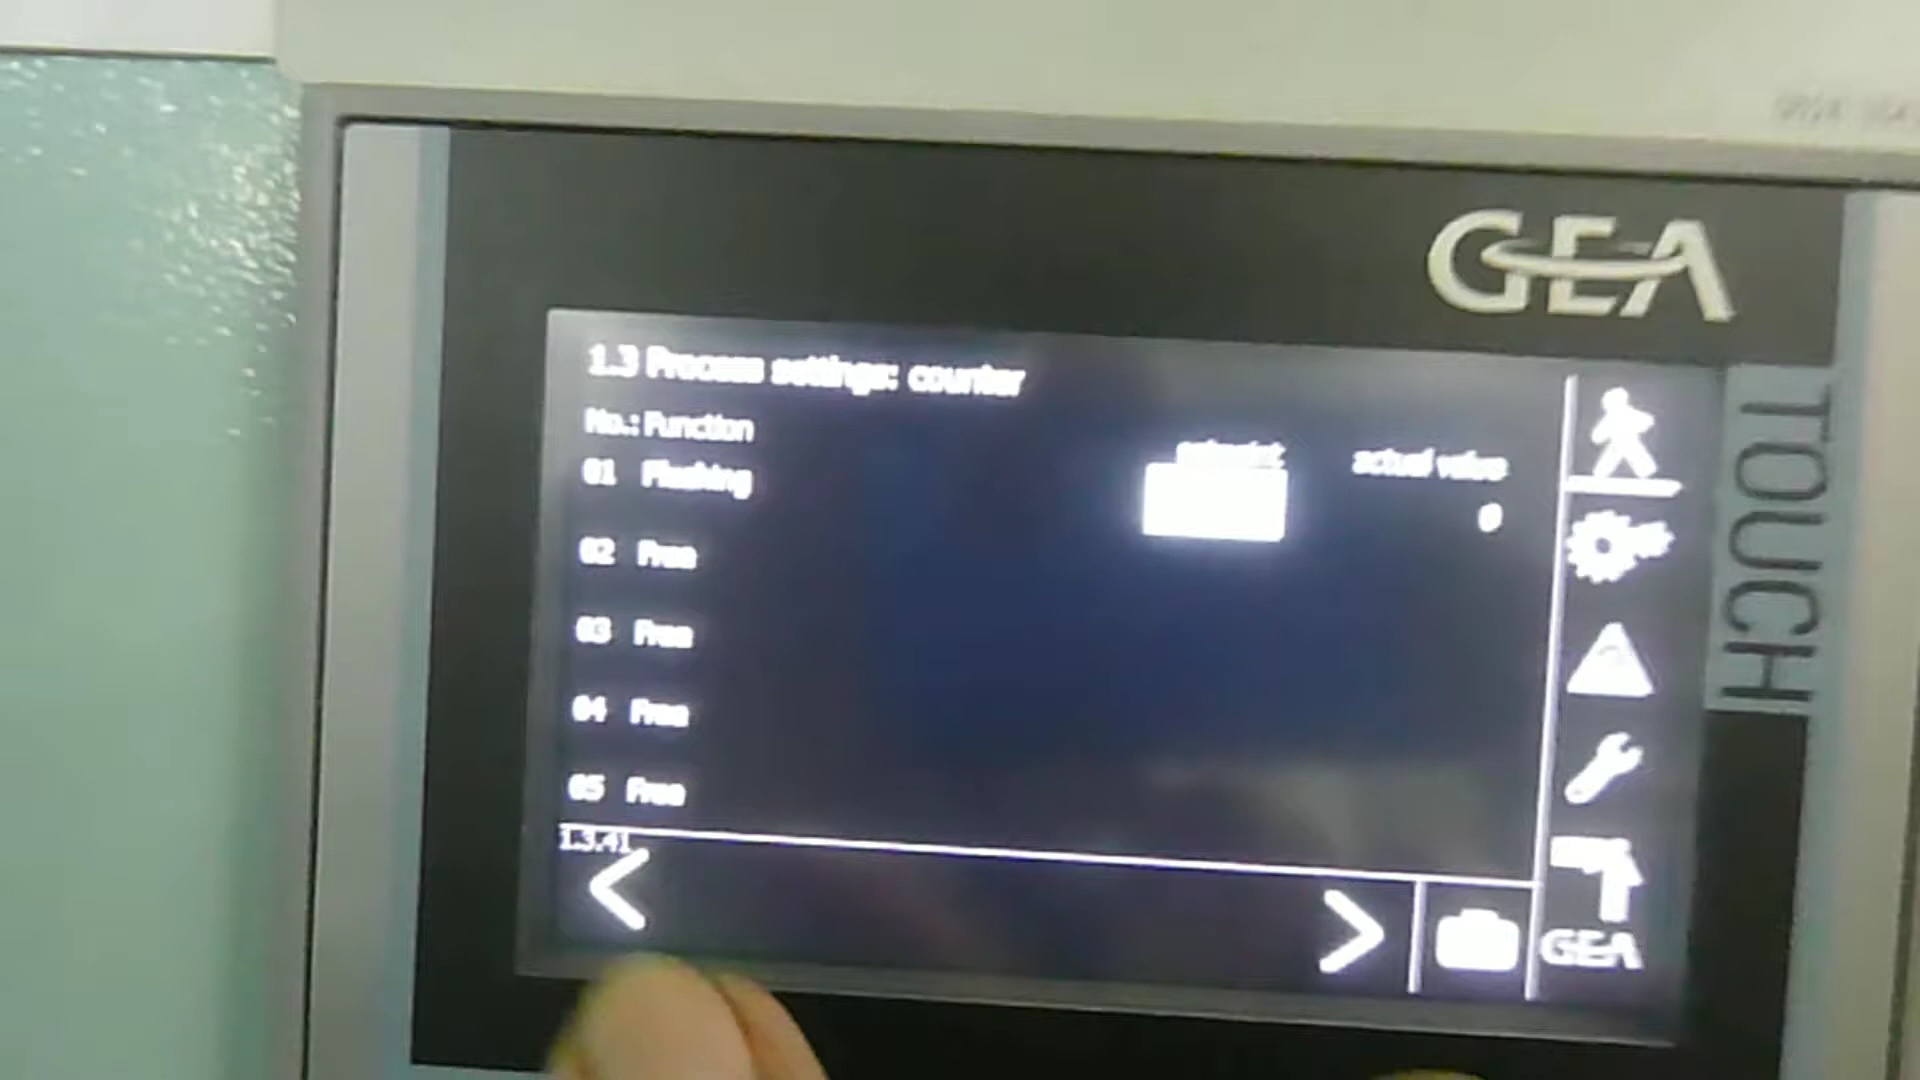 GEA
TOUCH
1.3 Process settings: counter
No.: Function
setpoint actual value
01 Flushing
0
02 Free
03 Free
04 Free
05 Free
1.3.41
GEA